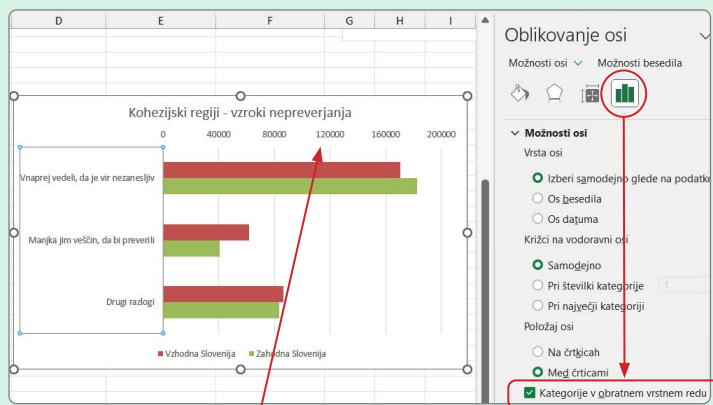 D E F G H I
Kohezijski regiji - vzroki nepreverjanja
0 40000 80000 120000 160000 200000
Vnaprej vedeli, da je vir nezanesljiv
Manjka jim veščin, da bi preverili
Drugi razlogi
Vzhodna Slovenija Zahodna Slovenija
Oblikovanje osi
Možnosti osi Možnosti besedila
Možnosti osi
Vrsta osi
Izberi samodejno glede na podatke
Os besedila
Os datuma
Križci na vodoravni osi
Samodejno
Pri številki kategorije 1
Pri največji kategoriji
Položaj osi
Na črtkicah
Med črticami
Kategorije v obratnem vrstnem redu